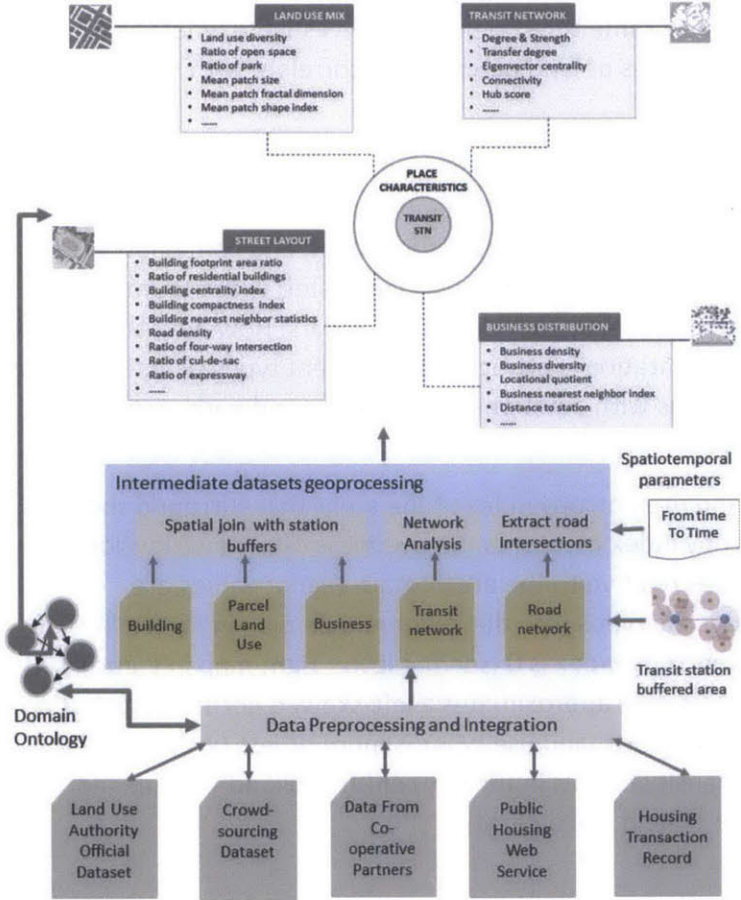 LAND USE MIX
• Land use diversity
• Ratio of open space
• Ratio of park
• Mean patch size
• Mean patch fractal dimension
• Mean patch shape index
• ......
TRANSIT NETWORK
• Degree & Strength
• Transfer degree
• Eigenvector centrality
• Connectivity
• Hub score
• ......
PLACE
CHARACTERISTICS
TRANSIT
STN
STREET LAYOUT
• Building footprint area ratio
• Ratio of residential buildings
• Building centrality index
• Building compactness index
• Building nearest neighbor statistics
• Road density
• Ratio of four-way intersection
• Ratio of cul-de-sac
• Ratio of expressway
• ......
BUSINESS DISTRIBUTION
• Business density
• Business diversity
• Locational quotient
• Business nearest neighbor index
• Distance to station
• ......
Intermediate datasets geoprocessing
Spatial join with station
buffers
Network
Analysis
Extract road
Intersections
Spatiotemporal
parameters
From time
To Time
Building
Parcel
Land
Use
Business
Transit
network
Road
network
Transit station
buffered area
Domain
Ontology
Data Preprocessing and Integration
Land Use
Authority
Official
Dataset
Crowd-
sourcing
Dataset
Data From
Co-
operative
Partners
Public
Housing
Web
Service
Housing
Transaction
Record